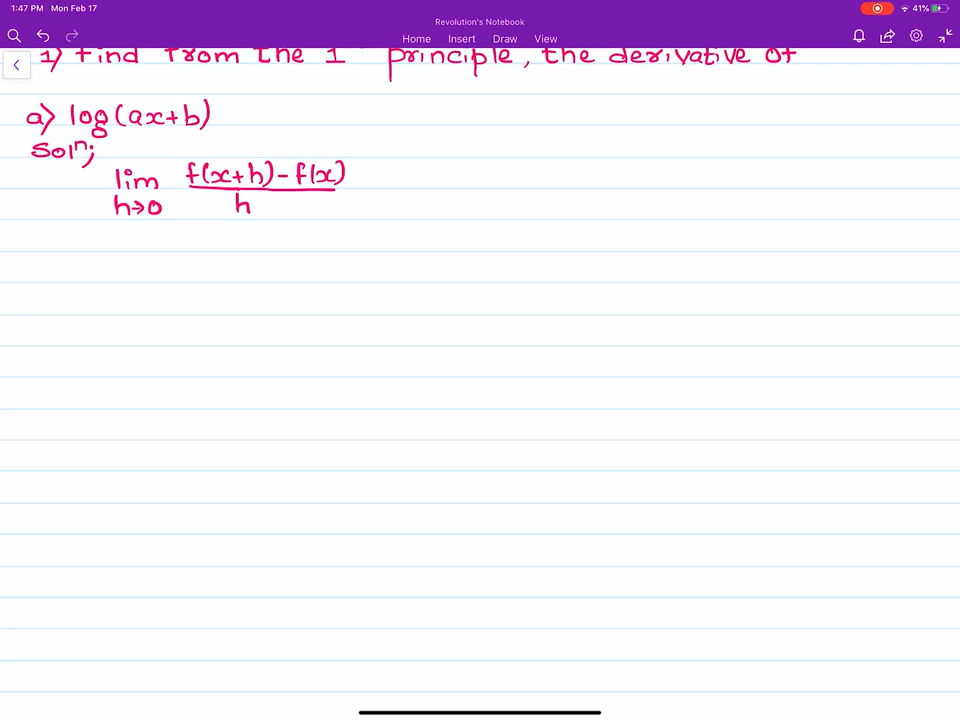 1:47 PM Mon Feb 17
41%
Revolution's Notebook
Home Insert Draw View
1) Find from the 1 principle, the derivative of
a) log(ax+b)
Solⁿ;
lim f(x+h)-f(x)
h→0 h